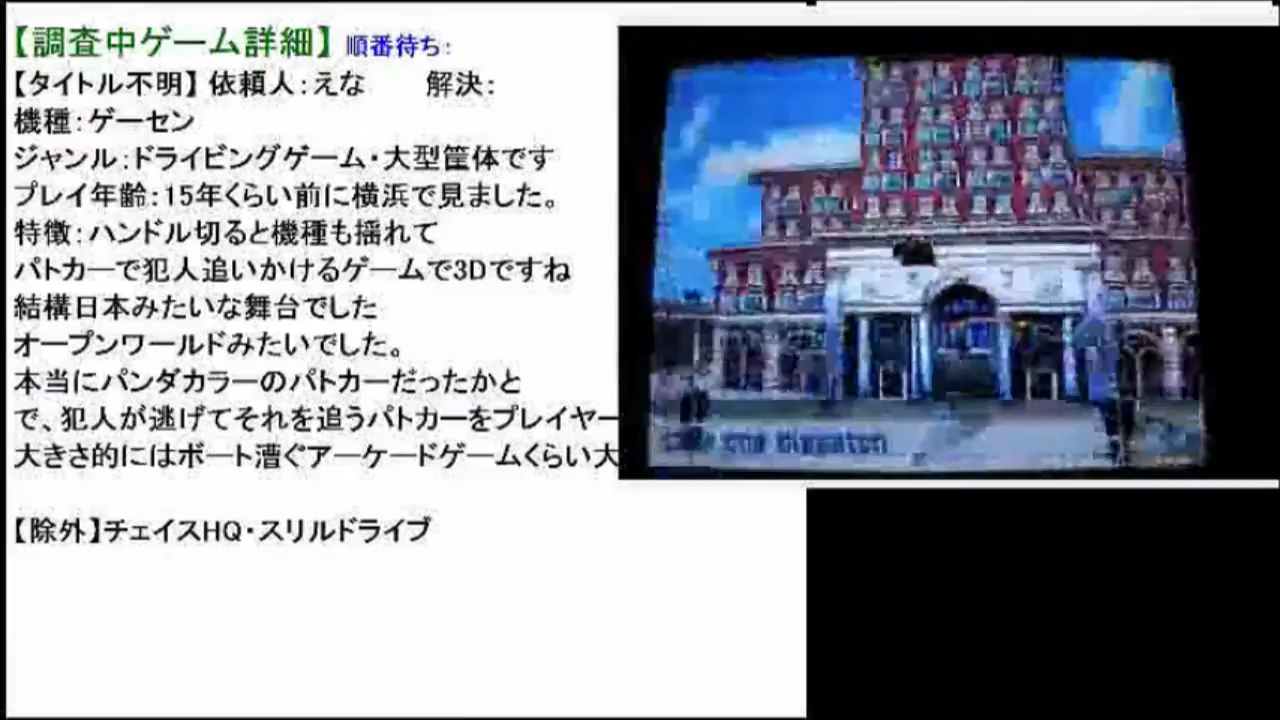 【調査中ゲーム詳細】 順番待ち：
【タイトル不明】 依頼人：えな 解決：
機種：ゲーセン
ジャンル：ドライビングゲーム・大型筐体です
プレイ年齢：15年くらい前に横浜で見ました。
特徴：ハンドル切ると機種も揺れて
パトカーで犯人追いかけるゲームで3Dですね
結構日本みたいな舞台でした
オープンワールドみたいでした。
本当にパンダカラーのパトカーだったかと
で、犯人が逃げてそれを追うパトカーをプレイヤー
大きさ的にはボート漕ぐアーケードゲームくらい大
【除外】チェイスHQ・スリルドライブ